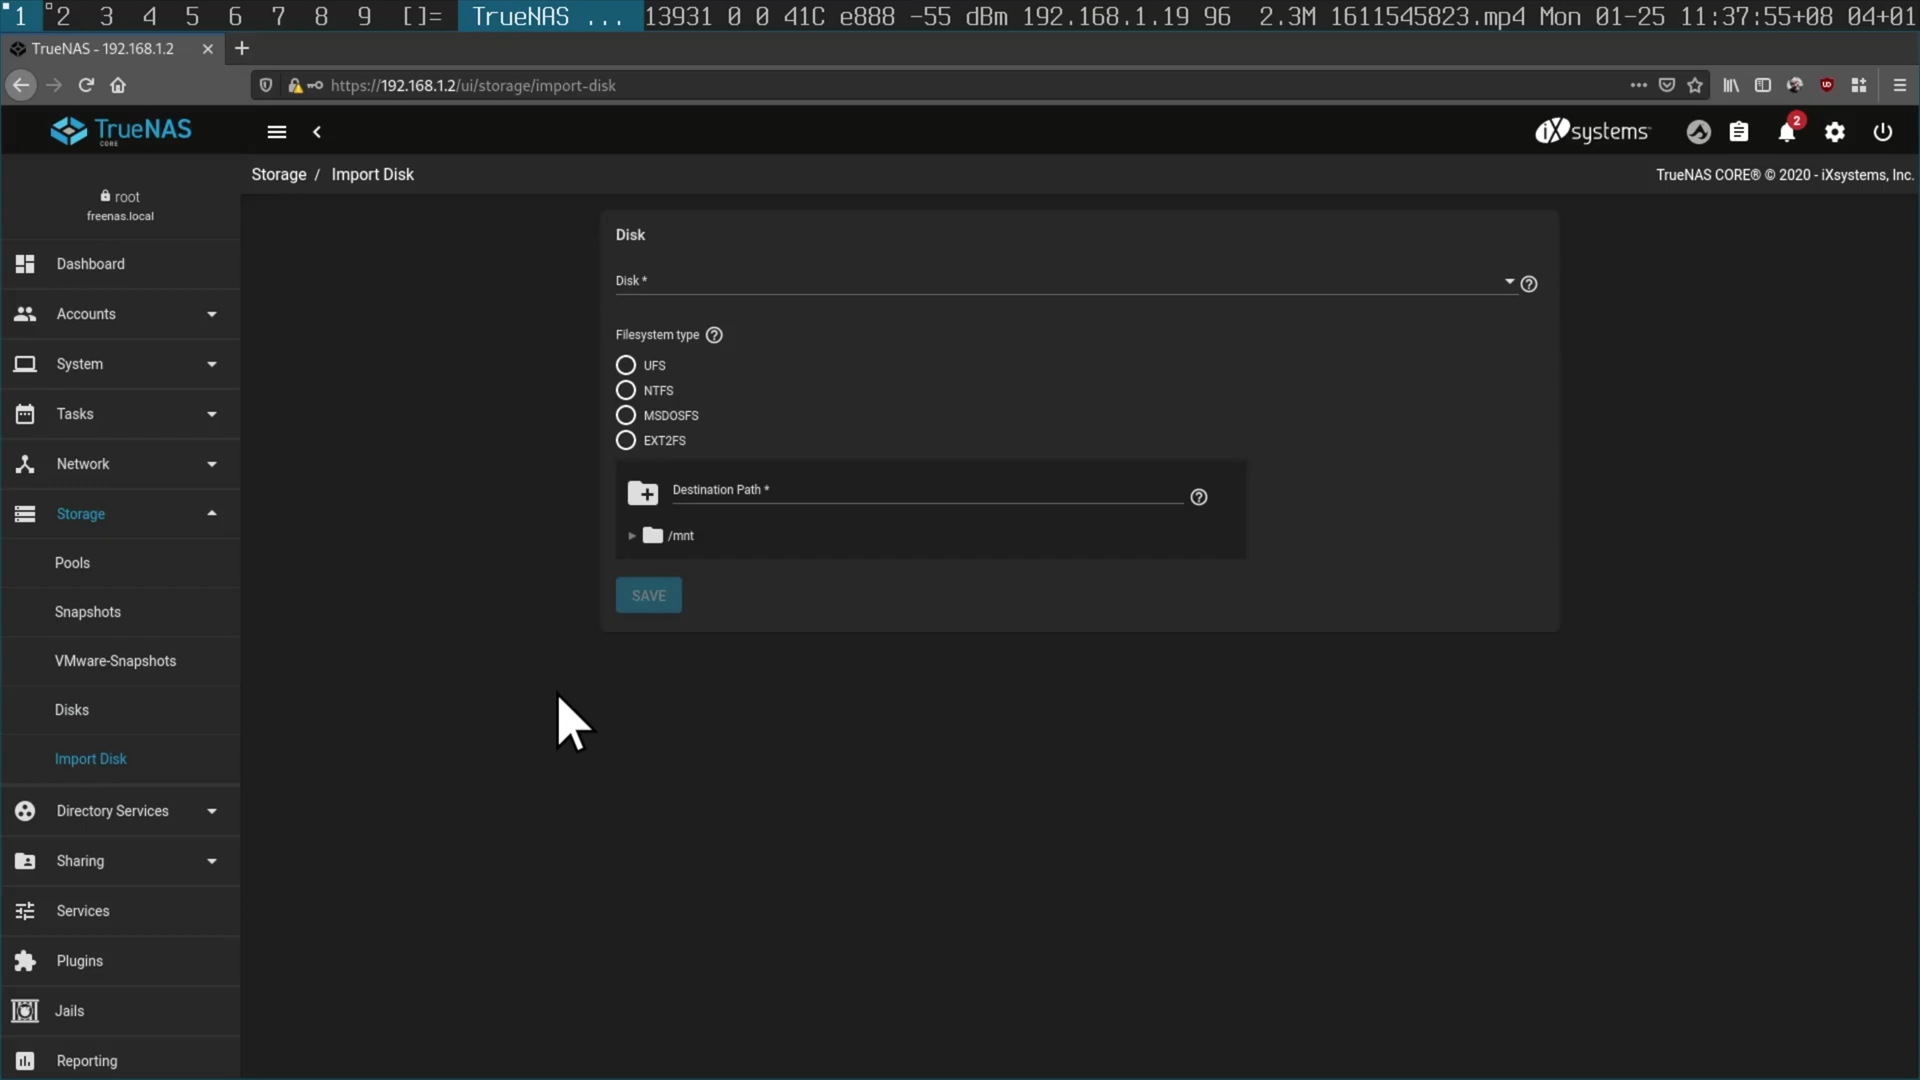 1 2 3 4 5 6 7 8 9 []= TrueNAS ... 13931 0 0 41C e888 -55 dBm 192.168.1.19 96 2.3M 1611545823.mp4 Mon 01-25 11:37:55+08 04+01
TrueNAS - 192.168.1.2
https://192.168.1.2/ui/storage/import-disk
TrueNAS
CORE
iXsystems
2
root
freenas.local
Storage / Import Disk
TrueNAS CORE® © 2020 - iXsystems, Inc.
Dashboard
Accounts
System
Tasks
Network
Storage
Pools
Snapshots
VMware-Snapshots
Disks
Import Disk
Directory Services
Sharing
Services
Plugins
Jails
Reporting
Disk
Disk *
Filesystem type
UFS
NTFS
MSDOSFS
EXT2FS
Destination Path *
/mnt
SAVE